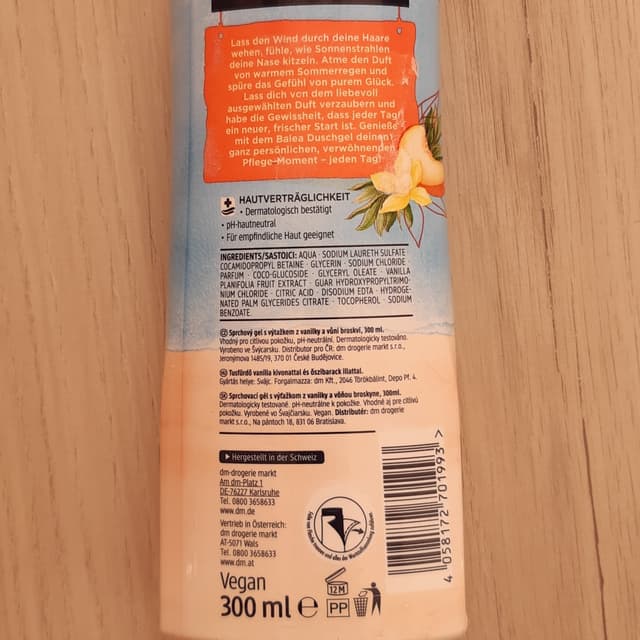 Lass den Wind durch deine Haare
wehen, fühle, wie Sonnenstrahlen
deine Nase kitzeln. Atme den Duft
von warmem Sommerregen und
spüre das Gefühl von purem Glück.
Lass dich von dem liebevoll
ausgewählten Duft verzaubern und
habe die Gewissheit, dass jeder Tag
ein neuer, frischer Start ist. Genieße
mit dem Balea Duschgel deinen
ganz persönlichen, verwöhnenden
Pflege-Moment – jeden Tag!
HAUTVERTRÄGLICHKEIT
• Dermatologisch bestätigt
• pH-hautneutral
• Für empfindliche Haut geeignet
INGREDIENTS/SASTOJCI: AQUA · SODIUM LAURETH SULFATE
COCAMIDOPROPYL BETAINE · GLYCERIN · SODIUM CHLORIDE ·
PARFUM · COCO-GLUCOSIDE · GLYCERYL OLEATE · VANILLA
PLANIFOLIA FRUIT EXTRACT · GUAR HYDROXYPROPYLTRIMO-
NIUM CHLORIDE · CITRIC ACID · DISODIUM EDTA · HYDROGE-
NATED PALM GLYCERIDES CITRATE · TOCOPHEROL · SODIUM
BENZOATE.
CZ Sprchový gel s výtažkem z vanilky a vůní broskví, 300 ml.
Vhodný pro citlivou pokožku, pH-neutrální. Dermatologicky testováno.
Vyrobeno ve Švýcarsku. Distributor pro ČR: dm drogerie markt s.r.o.,
Jeronýmova 1485/19, 370 01 České Budějovice.
HU Tusfürdő vanília kivonattal és őszibarack illattal.
Gyártás helye: Svájc. Forgalmazza: dm Kft., 2046 Törökbálint, Depo Pf. 4.
SK Sprchovací gél s výťažkom z vanilky a vôňou broskyne, 300ml.
Dermatologicky testované. pH-neutrálne k pokožke. Vhodné aj pre citlivú
pokožku. Vyrobené vo Švajčiarsku. Vegan. Distribútor: dm drogerie
markt s.r.o., Na pántoch 18, 831 06 Bratislava.
Hergestellt in der Schweiz
dm-drogerie markt
Am dm-Platz 1
DE-76227 Karlsruhe
Tel. 0800 3658633
www.dm.de
Vertrieb in Österreich:
dm drogerie markt
AT-5071 Wals
Tel. 0800 3658633
www.dm.at
Vegan
300 ml ℮
12M
PP
4 058172 701993 >